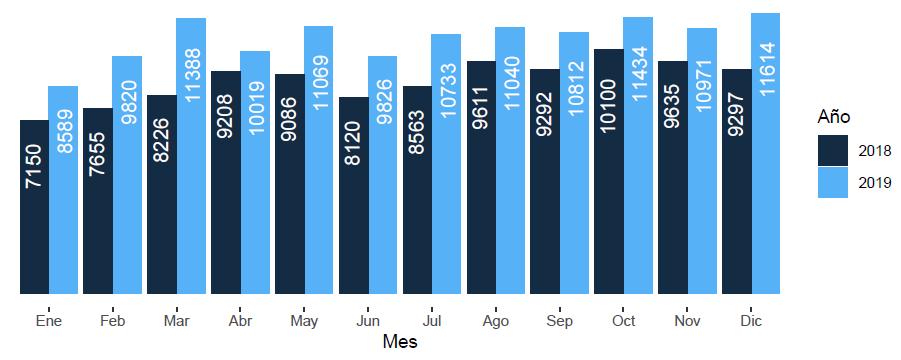 7150 8589 7655 9820 8226 11388 9208 10019 9086 11069 8120 9826 8563 10733 9611 11040 9292 10812 10100 11434 9635 10971 9297 11614
Año
2018
2019
Ene Feb Mar Abr May Jun Jul Ago Sep Oct Nov Dic
Mes